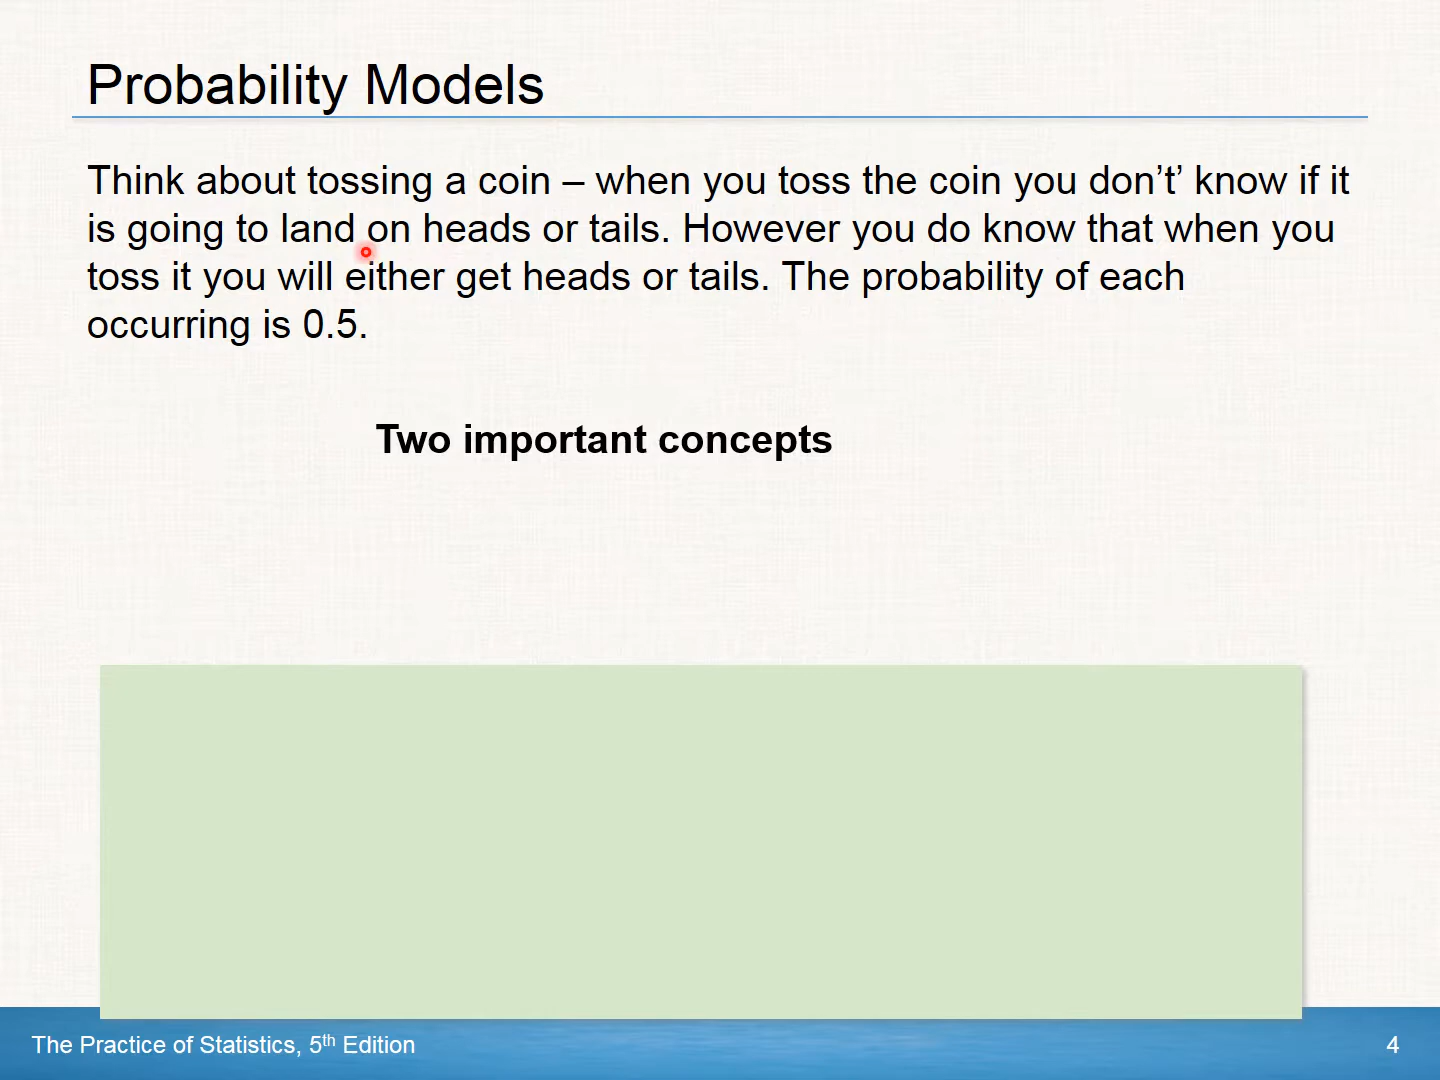 Probability Models
Think about tossing a coin – when you toss the coin you don’t’ know if it
is going to land on heads or tails. However you do know that when you
toss it you will either get heads or tails. The probability of each
occurring is 0.5.
Two important concepts
The Practice of Statistics, 5th Edition
4